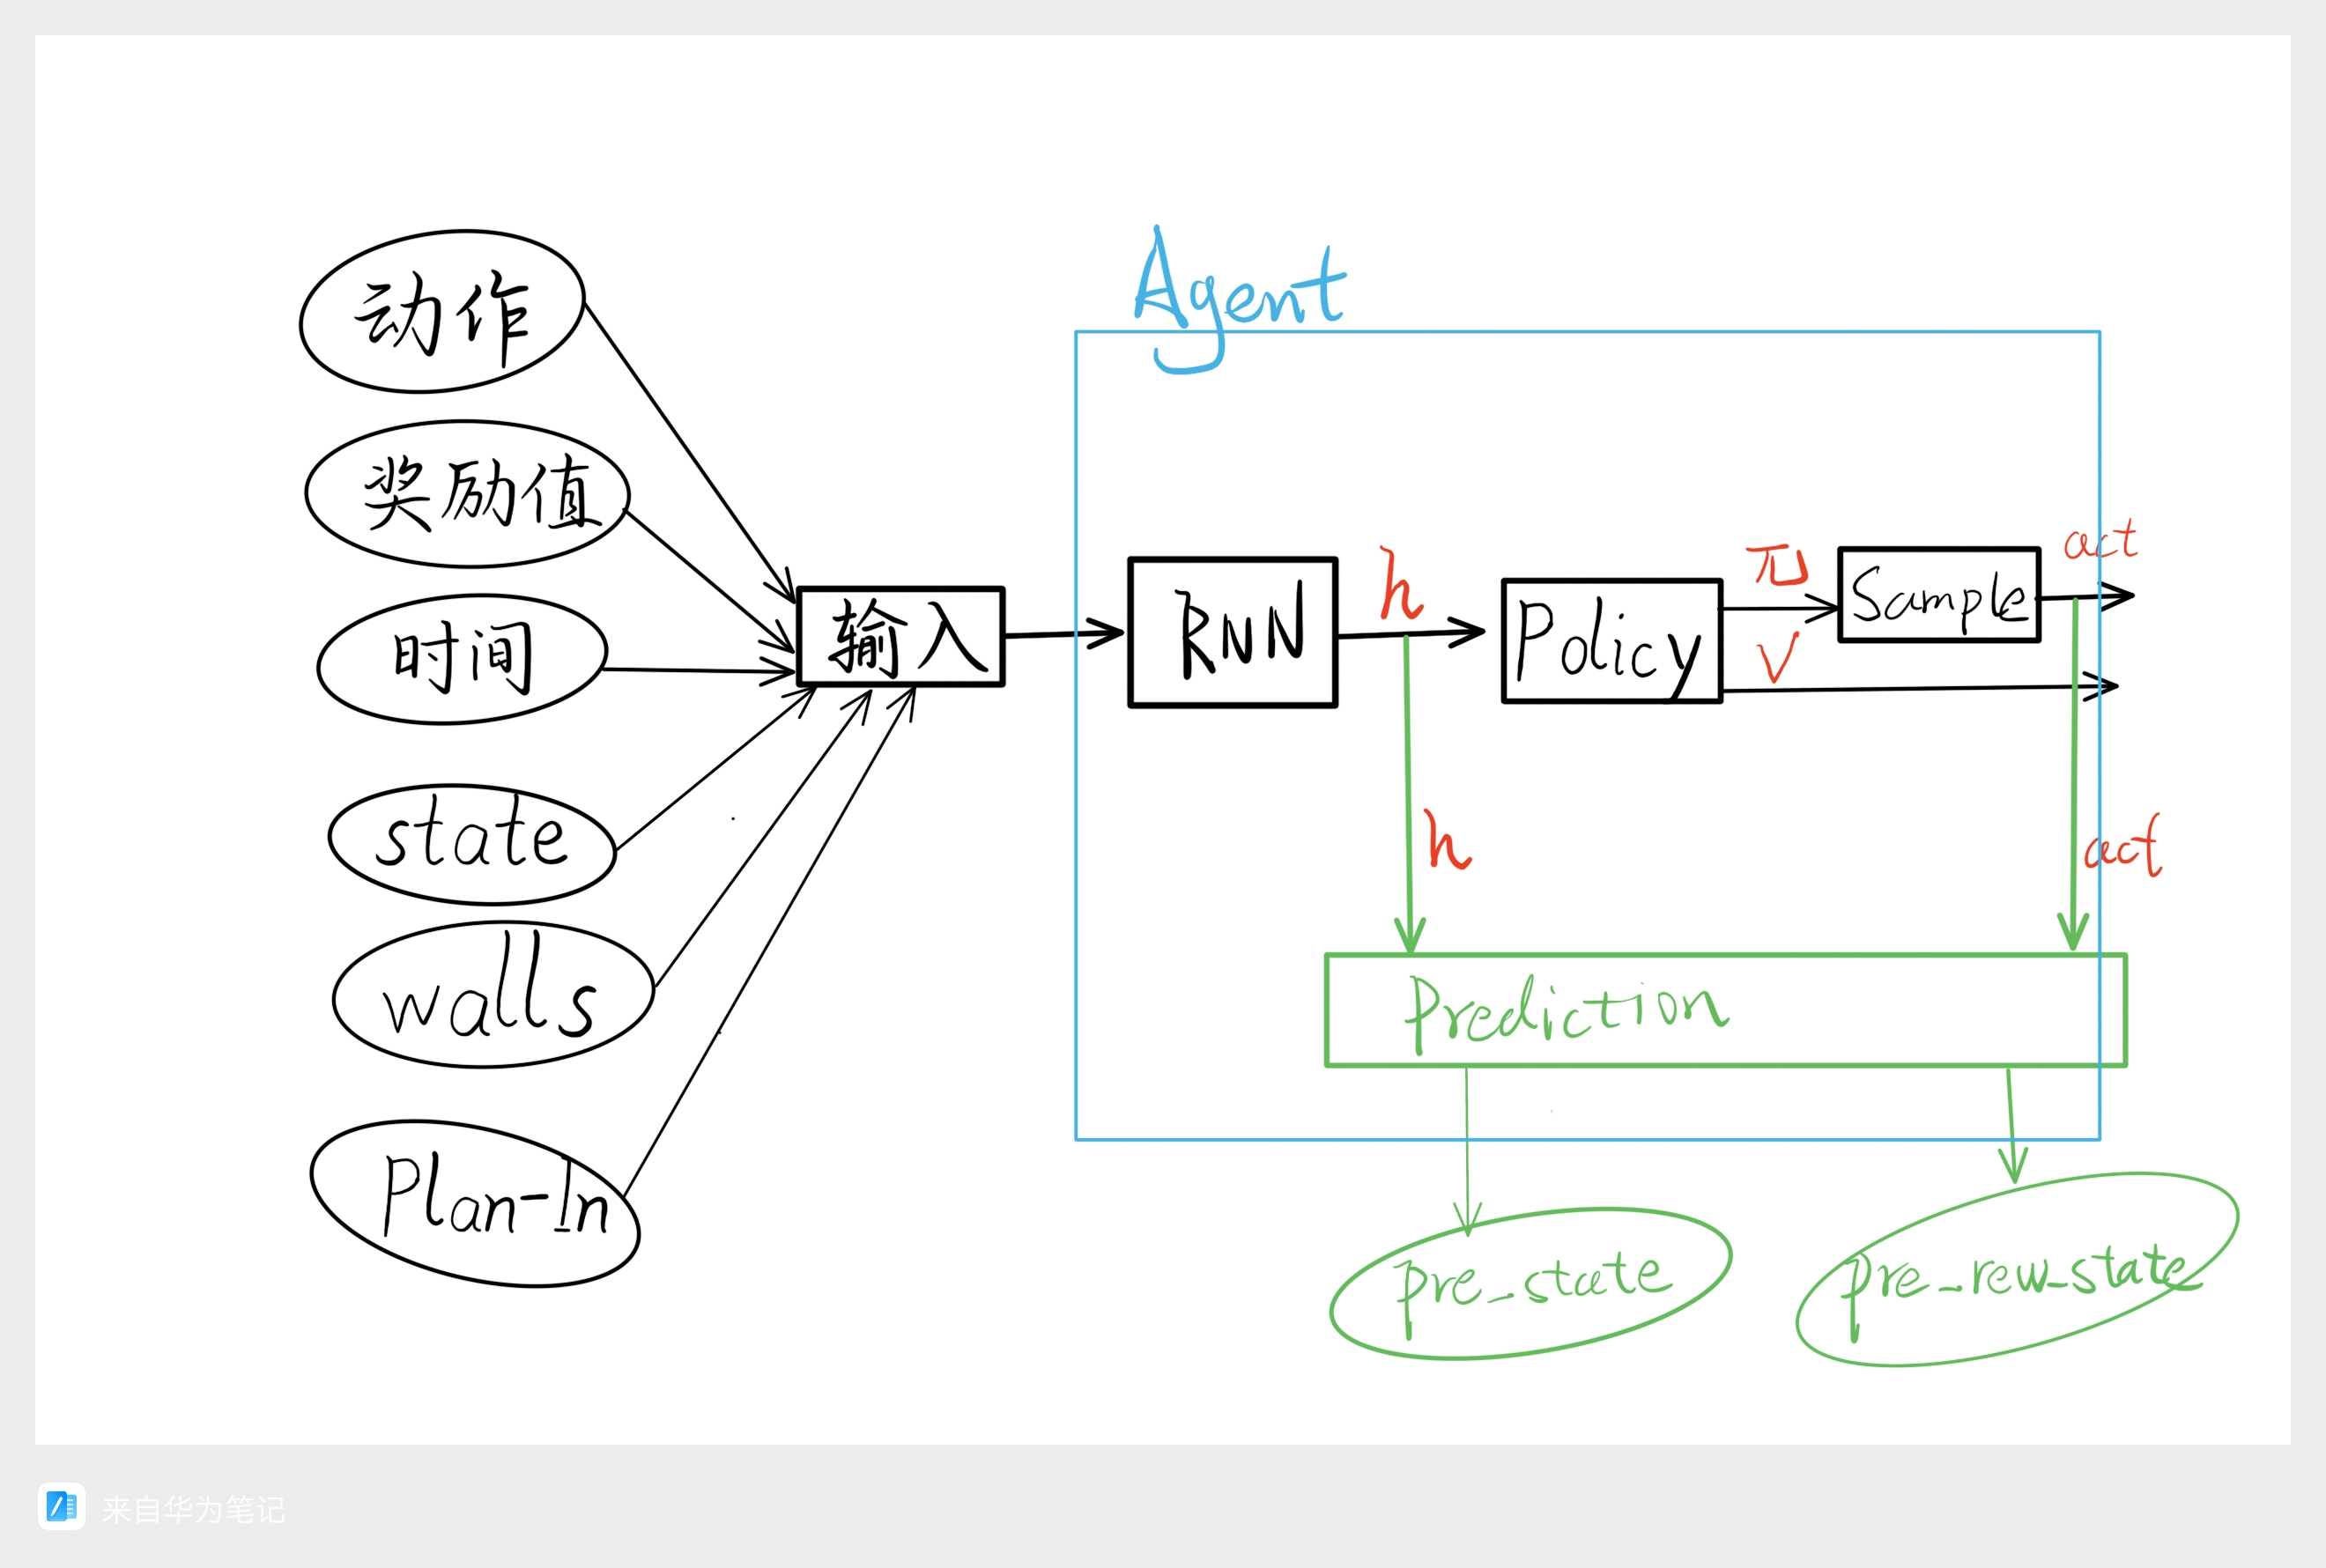 动作
奖励值
时间
state
walls
Plan-In
输入
Agent
RNN
h
Policy
π
V
Sample
act
h
act
Prediction
pre_state
pre_rew_state
来自华为笔记